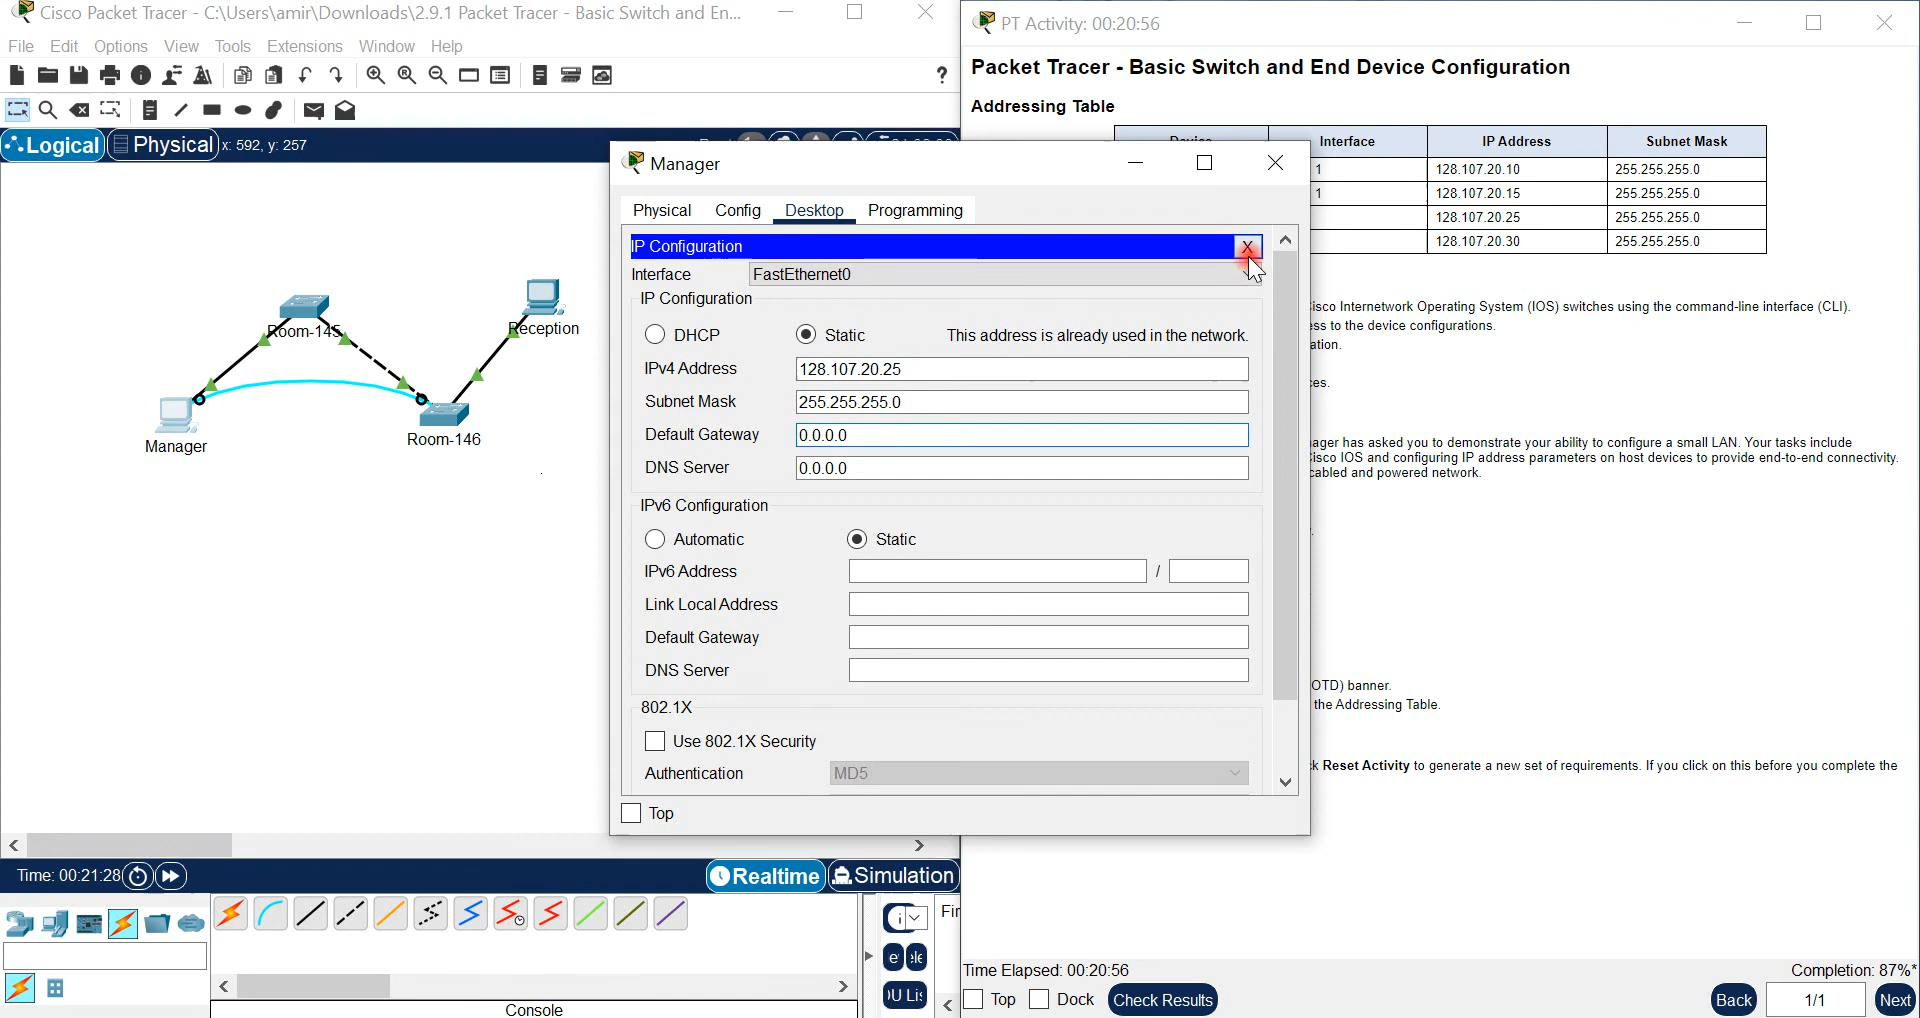 Cisco Packet Tracer - C:\Users\amir\Downloads\2.9.1 Packet Tracer - Basic Switch and En...
File Edit Options View Tools Extensions Window Help
?
Logical Physical x: 592, y: 257
Room-145
Reception
Manager
Room-146
Time: 00:21:28
Realtime Simulation
Fir
Console
Manager
Physical Config Desktop Programming
IP Configuration X
Interface FastEthernet0
IP Configuration
DHCP Static This address is already used in the network.
IPv4 Address 128.107.20.25
Subnet Mask 255.255.255.0
Default Gateway 0.0.0.0
DNS Server 0.0.0.0
IPv6 Configuration
Automatic Static
IPv6 Address /
Link Local Address
Default Gateway
DNS Server
802.1X
Use 802.1X Security
Authentication MD5
Top
PT Activity: 00:20:56
Packet Tracer - Basic Switch and End Device Configuration
Addressing Table
Interface IP Address Subnet Mask
1 128.107.20.10 255.255.255.0
1 128.107.20.15 255.255.255.0
128.107.20.25 255.255.255.0
128.107.20.30 255.255.255.0
isco Internetwork Operating System (IOS) switches using the command-line interface (CLI).
ess to the device configurations.
ation.
ces.
ager has asked you to demonstrate your ability to configure a small LAN. Your tasks include
isco IOS and configuring IP address parameters on host devices to provide end-to-end connectivity.
cabled and powered network.
OTD) banner.
the Addressing Table.
k Reset Activity to generate a new set of requirements. If you click on this before you complete the
Time Elapsed: 00:20:56 Completion: 87%*
Top Dock Check Results Back 1/1 Next